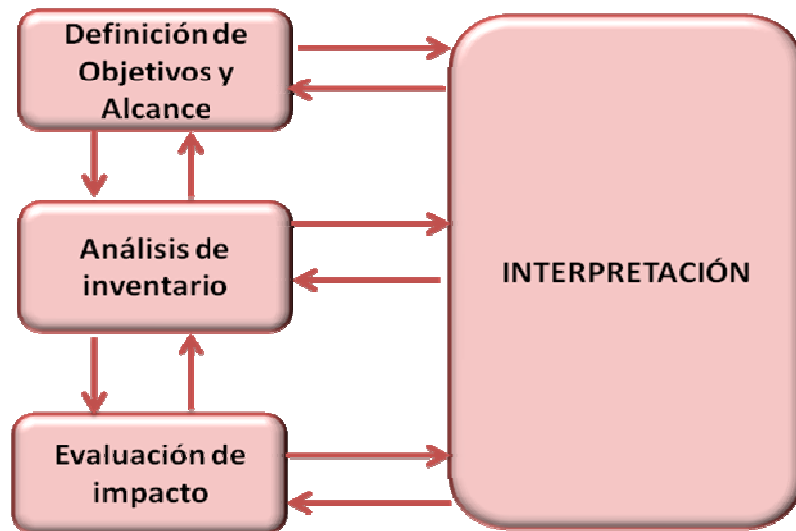 Definición de
Objetivos y
Alcance
Análisis de
inventario
INTERPRETACIÓN
Evaluación de
impacto